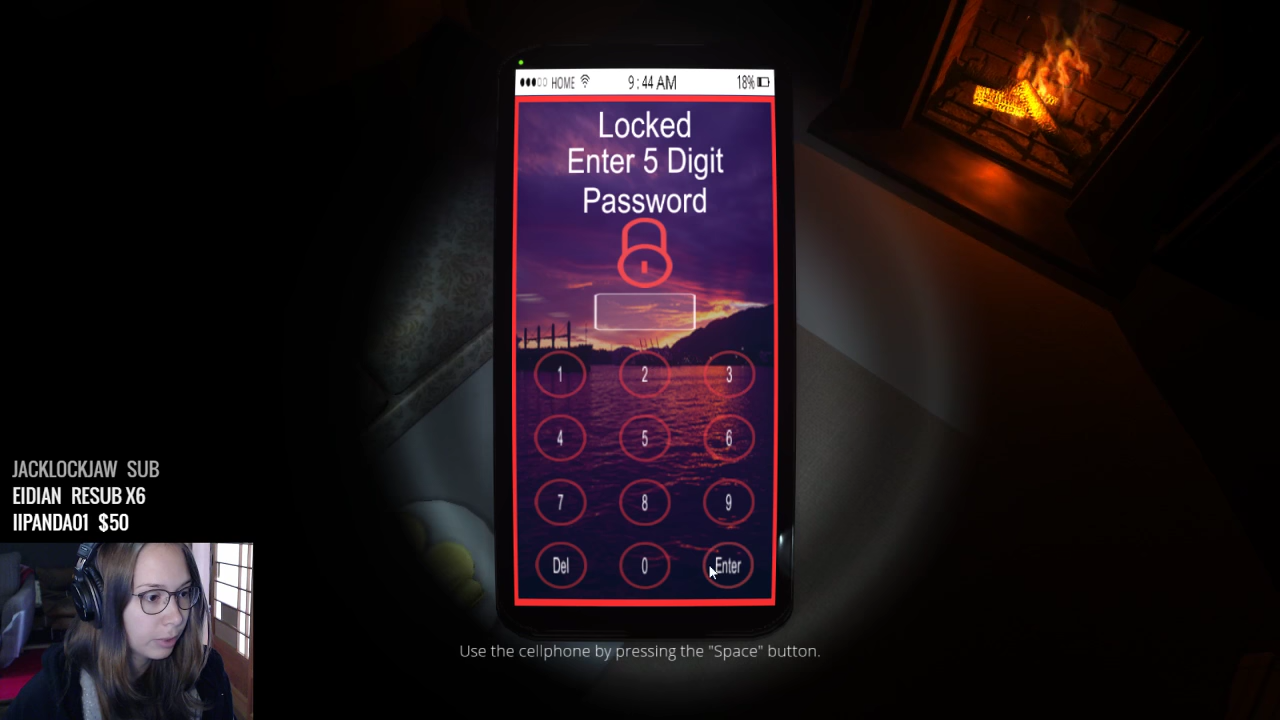 HOME 9:44 AM 18%
Locked
Enter 5 Digit
Password
1 2 3
4 5 6
7 8 9
Del 0 Enter
Use the cellphone by pressing the "Space" button.
JACKLOCKJAW SUB
EIDIAN RESUB X6
IIPANDA01 $50